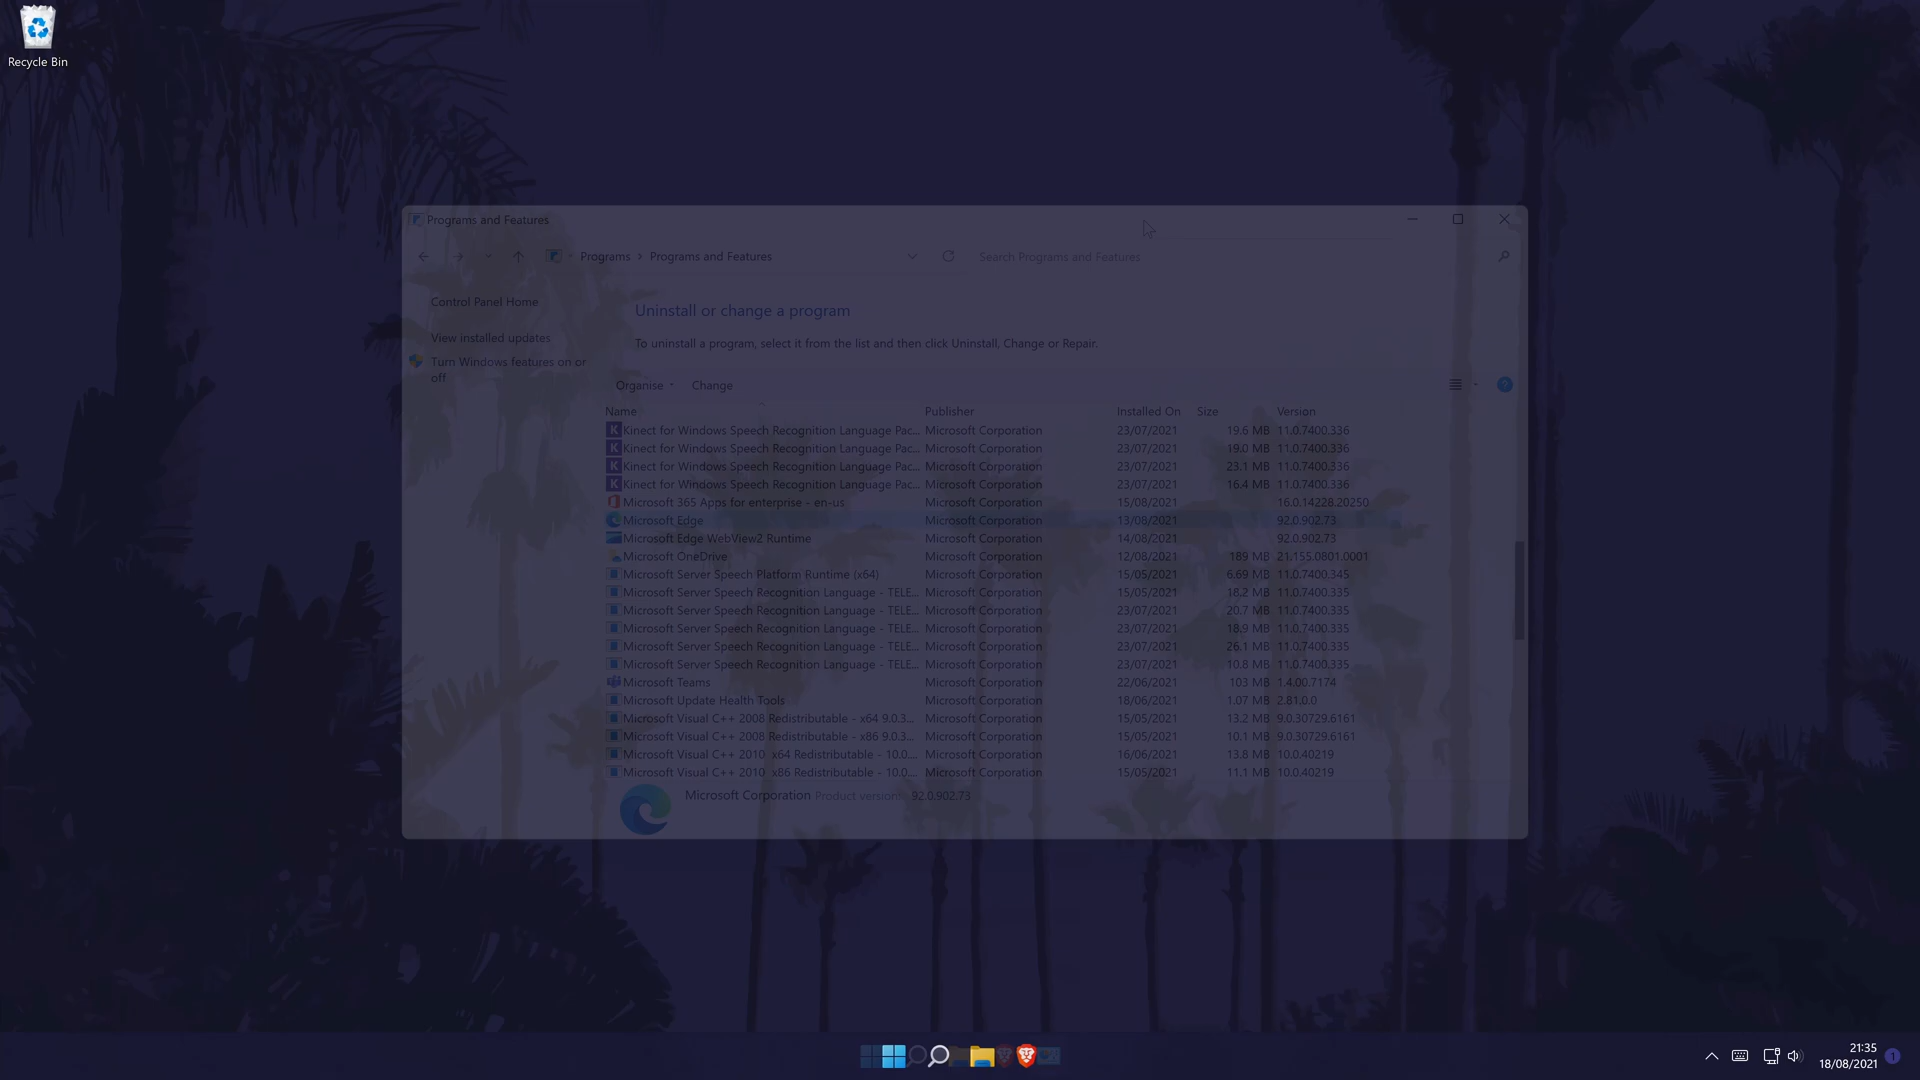 Recycle Bin
Programs and Features
Programs > Programs and Features
Search Programs and Features
Control Panel Home
View installed updates
Turn Windows features on or
off
Uninstall or change a program
To uninstall a program, select it from the list and then click Uninstall, Change or Repair.
Organise Change
Name Publisher Installed On Size Version
Kinect for Windows Speech Recognition Language Pac... Microsoft Corporation 23/07/2021 19.6 MB 11.0.7400.336
Kinect for Windows Speech Recognition Language Pac... Microsoft Corporation 23/07/2021 19.0 MB 11.0.7400.336
Kinect for Windows Speech Recognition Language Pac... Microsoft Corporation 23/07/2021 23.1 MB 11.0.7400.336
Kinect for Windows Speech Recognition Language Pac... Microsoft Corporation 23/07/2021 16.4 MB 11.0.7400.336
Microsoft 365 Apps for enterprise - en-us Microsoft Corporation 15/08/2021 16.0.14228.20250
Microsoft Edge Microsoft Corporation 13/08/2021 92.0.902.73
Microsoft Edge WebView2 Runtime Microsoft Corporation 14/08/2021 92.0.902.73
Microsoft OneDrive Microsoft Corporation 12/08/2021 189 MB 21.155.0801.0001
Microsoft Server Speech Platform Runtime (x64) Microsoft Corporation 15/05/2021 6.69 MB 11.0.7400.345
Microsoft Server Speech Recognition Language - TELE... Microsoft Corporation 15/05/2021 18.2 MB 11.0.7400.335
Microsoft Server Speech Recognition Language - TELE... Microsoft Corporation 23/07/2021 20.7 MB 11.0.7400.335
Microsoft Server Speech Recognition Language - TELE... Microsoft Corporation 23/07/2021 18.9 MB 11.0.7400.335
Microsoft Server Speech Recognition Language - TELE... Microsoft Corporation 23/07/2021 26.1 MB 11.0.7400.335
Microsoft Server Speech Recognition Language - TELE... Microsoft Corporation 23/07/2021 10.8 MB 11.0.7400.335
Microsoft Teams Microsoft Corporation 22/06/2021 103 MB 1.4.00.7174
Microsoft Update Health Tools Microsoft Corporation 18/06/2021 1.07 MB 2.81.0.0
Microsoft Visual C++ 2008 Redistributable - x64 9.0.3... Microsoft Corporation 15/05/2021 13.2 MB 9.0.30729.6161
Microsoft Visual C++ 2008 Redistributable - x86 9.0.3... Microsoft Corporation 15/05/2021 10.1 MB 9.0.30729.6161
Microsoft Visual C++ 2010 x64 Redistributable - 10.0.... Microsoft Corporation 16/06/2021 13.8 MB 10.0.40219
Microsoft Visual C++ 2010 x86 Redistributable - 10.0.... Microsoft Corporation 15/05/2021 11.1 MB 10.0.40219
Microsoft Corporation Product version: 92.0.902.73
21:35
18/08/2021
1